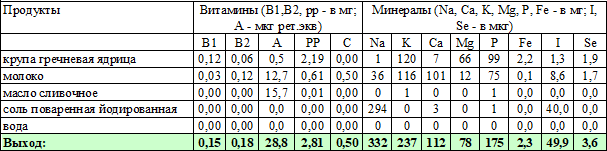 Продукты Витамины (В1,В2, рр - в мг; Минералы (Na, Ca, K, Mg, P, Fe - в мг; I,
А - мкг рет.экв) Se - в мкг)
В1 В2 А РР С Na K Ca Mg P Fe I Se
крупа гречневая ядрица 0,12 0,06 0,5 2,19 0,00 1 120 7 66 99 2,2 1,3 1,9
молоко 0,03 0,12 12,7 0,61 0,50 36 116 101 12 75 0,1 8,6 1,7
масло сливочное 0,00 0,00 15,7 0,01 0,00 0 1 0 0 1 0,0 0,0 0,0
соль поваренная йодированная 0,00 0,00 0,0 0,00 0,00 294 0 3 0 1 0,0 40,0 0,0
вода 0,00 0,00 0,0 0,00 0,00 0 0 0 0 0 0,0 0,0 0,0
Выход: 0,15 0,18 28,8 2,81 0,50 332 237 112 78 175 2,3 49,9 3,6